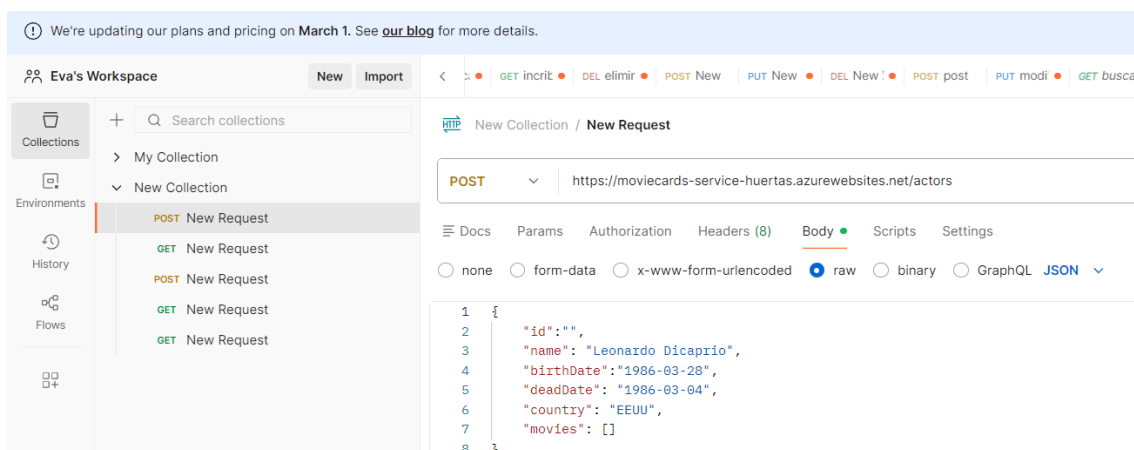 We're updating our plans and pricing on March 1. See our blog for more details.
Eva's Workspace New Import
GET incrit DEL elimir POST New PUT New DEL New POST post PUT modi GET busca
Collections
Environments
History
Flows
Search collections
My Collection
New Collection
POST New Request
GET New Request
POST New Request
GET New Request
GET New Request
HTTP New Collection / New Request
POST https://moviecards-service-huertas.azurewebsites.net/actors
Docs Params Authorization Headers (8) Body Scripts Settings
none form-data x-www-form-urlencoded raw binary GraphQL JSON
1 {
2 "id":"",
3 "name": "Leonardo Dicaprio",
4 "birthDate":"1986-03-28",
5 "deadDate": "1986-03-04",
6 "country": "EEUU",
7 "movies": []
8 }